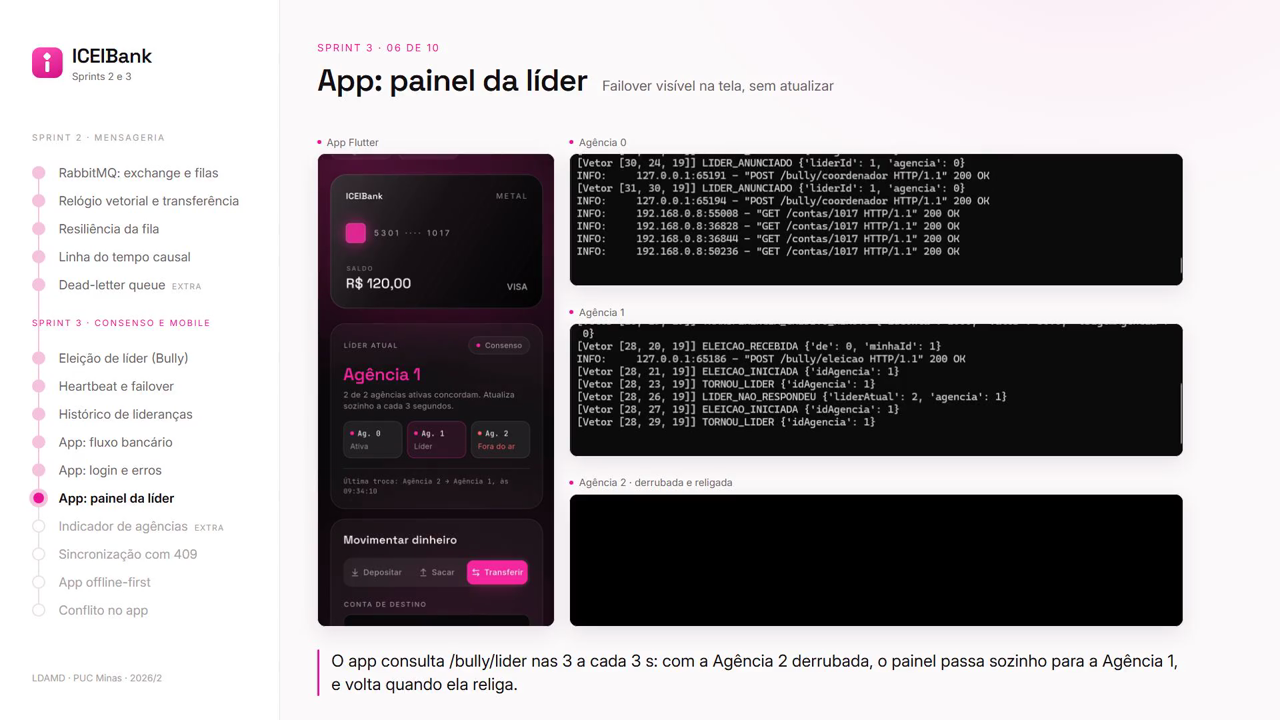 ICEIBank
Sprints 2 e 3
SPRINT 2 · MENSAGERIA
RabbitMQ: exchange e filas
Relógio vetorial e transferência
Resiliência da fila
Linha do tempo causal
Dead-letter queue EXTRA
SPRINT 3 · CONSENSO E MOBILE
Eleição de líder (Bully)
Heartbeat e failover
Histórico de lideranças
App: fluxo bancário
App: login e erros
App: painel da líder
Indicador de agências EXTRA
Sincronização com 409
App offline-first
Conflito no app
LDAMD · PUC Minas · 2026/2
SPRINT 3 · 06 DE 10
App: painel da líder Failover visível na tela, sem atualizar
App Flutter
ICEIBank METAL
5301 ···· 1017
SALDO
R$ 120,00 VISA
LÍDER ATUAL Consenso
Agência 1
2 de 2 agências ativas concordam. Atualiza
sozinho a cada 3 segundos.
Ag. 0 Ag. 1 Ag. 2
Ativa Líder Fora do ar
Última troca: Agência 2 → Agência 1, às
09:34:10
Movimentar dinheiro
Depositar Sacar Transferir
CONTA DE DESTINO
Agência 0
[Vetor [30, 24, 19]] LIDER_ANUNCIADO {'liderId': 1, 'agencia': 0}
INFO: 127.0.0.1:65191 - "POST /bully/coordenador HTTP/1.1" 200 OK
[Vetor [31, 30, 19]] LIDER_ANUNCIADO {'liderId': 1, 'agencia': 0}
INFO: 127.0.0.1:65194 - "POST /bully/coordenador HTTP/1.1" 200 OK
INFO: 192.168.0.8:55008 - "GET /contas/1017 HTTP/1.1" 200 OK
INFO: 192.168.0.8:36828 - "GET /contas/1017 HTTP/1.1" 200 OK
INFO: 192.168.0.8:36844 - "GET /contas/1017 HTTP/1.1" 200 OK
INFO: 192.168.0.8:50236 - "GET /contas/1017 HTTP/1.1" 200 OK
Agência 1
0}
[Vetor [28, 20, 19]] ELEICAO_RECEBIDA {'de': 0, 'minhaId': 1}
INFO: 127.0.0.1:65186 - "POST /bully/eleicao HTTP/1.1" 200 OK
[Vetor [28, 21, 19]] ELEICAO_INICIADA {'idAgencia': 1}
[Vetor [28, 23, 19]] TORNOU_LIDER {'idAgencia': 1}
[Vetor [28, 26, 19]] LIDER_NAO_RESPONDEU {'liderAtual': 2, 'agencia': 1}
[Vetor [28, 27, 19]] ELEICAO_INICIADA {'idAgencia': 1}
[Vetor [28, 29, 19]] TORNOU_LIDER {'idAgencia': 1}
Agência 2 · derrubada e religada
O app consulta /bully/lider nas 3 a cada 3 s: com a Agência 2 derrubada, o painel passa sozinho para a Agência 1,
e volta quando ela religa.